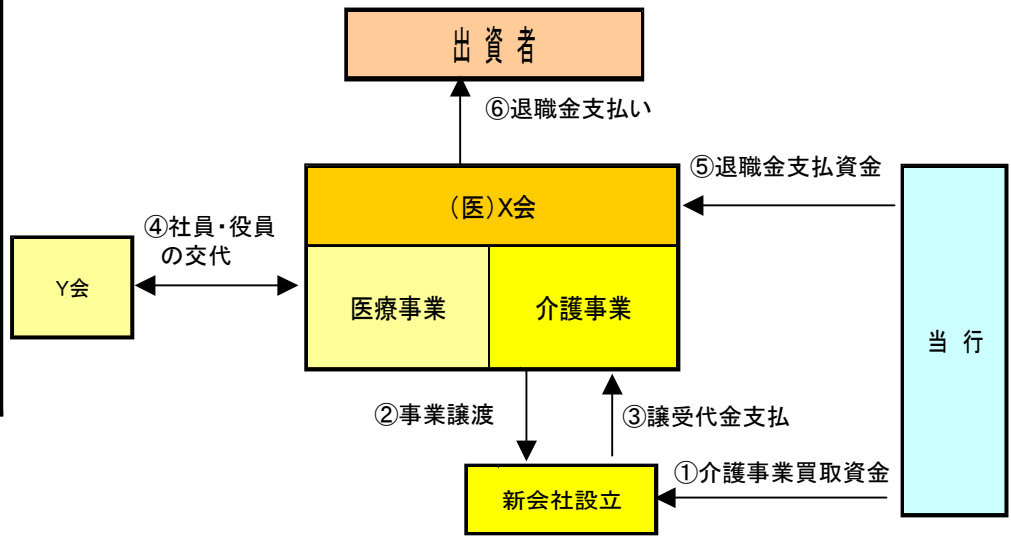 出資者
⑥退職金支払い
⑤退職金支払資金
(医)X会
④社員・役員
の交代
Y会
医療事業
介護事業
当行
②事業譲渡
③譲受代金支払
①介護事業買取資金
新会社設立